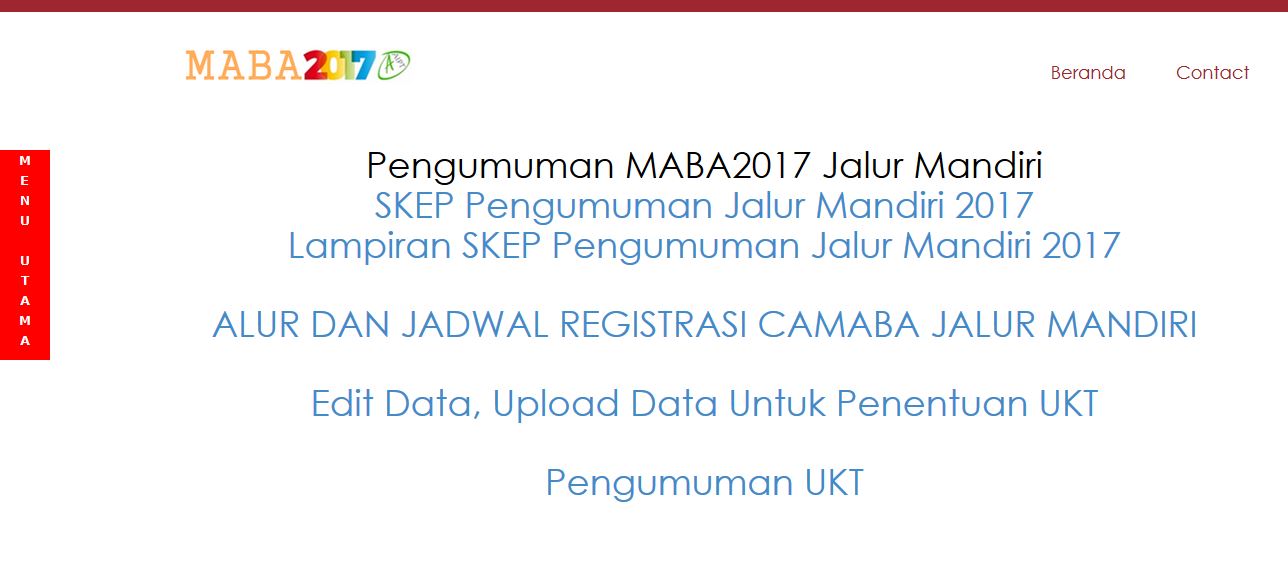 MABA2017
Beranda
Contact
MENU UTAMA
Pengumuman MABA2017 Jalur Mandiri
SKEP Pengumuman Jalur Mandiri 2017
Lampiran SKEP Pengumuman Jalur Mandiri 2017
ALUR DAN JADWAL REGISTRASI CAMABA JALUR MANDIRI
Edit Data, Upload Data Untuk Penentuan UKT
Pengumuman UKT